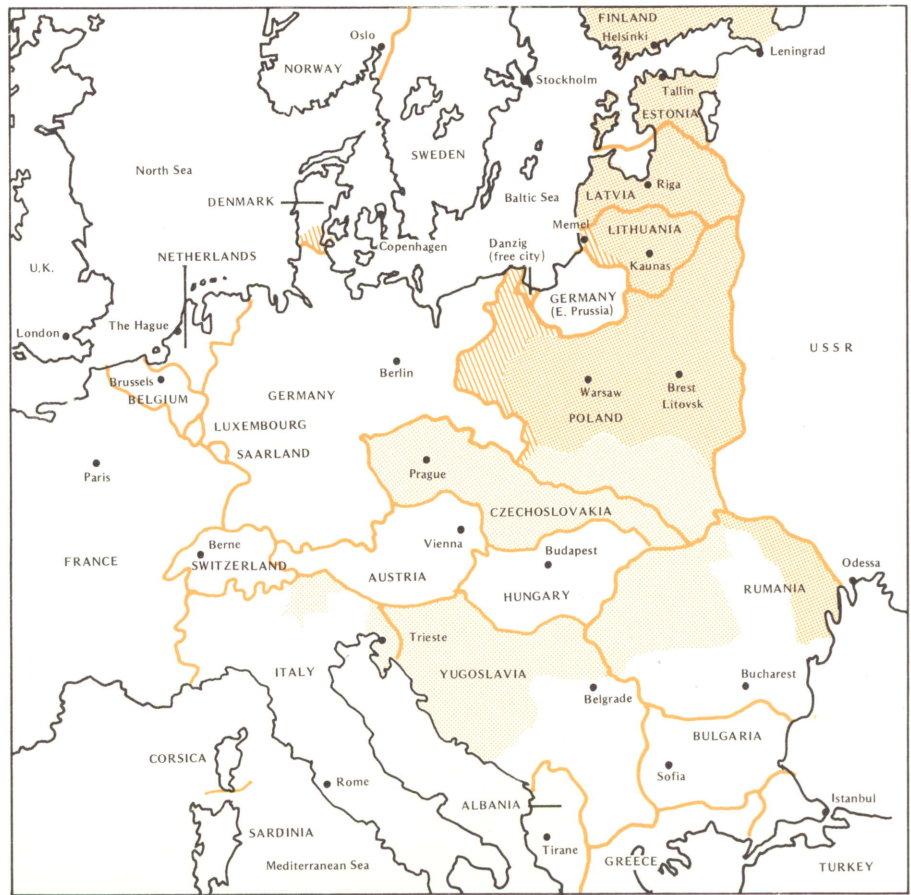 FINLAND
Helsinki
Leningrad
Oslo
NORWAY
Stockholm
Tallin
ESTONIA
SWEDEN
North Sea
Riga
LATVIA
Baltic Sea
DENMARK
Memel
LITHUANIA
Copenhagen
Danzig
(free city)
NETHERLANDS
Kaunas
U.K.
GERMANY
(E. Prussia)
London
The Hague
USSR
Berlin
Brussels
BELGIUM
GERMANY
Warsaw
Brest
Litovsk
POLAND
LUXEMBOURG
SAARLAND
Paris
Prague
CZECHOSLOVAKIA
Vienna
Berne
Budapest
FRANCE
SWITZERLAND
AUSTRIA
Odessa
HUNGARY
RUMANIA
Trieste
ITALY
YUGOSLAVIA
Bucharest
Belgrade
BULGARIA
CORSICA
Sofia
Rome
ALBANIA
Istanbul
SARDINIA
Tirane
Mediterranean Sea
GREECE
TURKEY